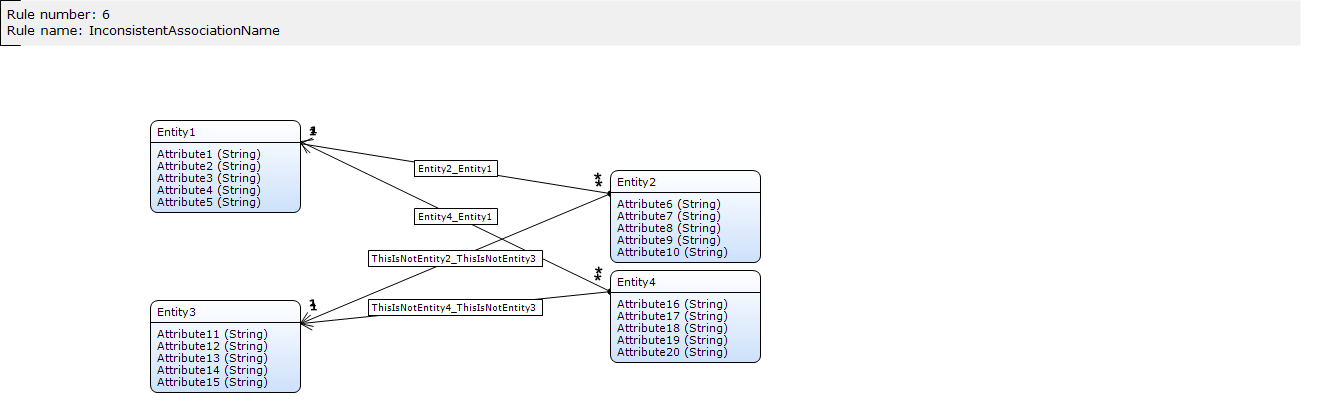 Rule number: 6
Rule name: InconsistentAssociationName
Entity1
Attribute1 (String)
Attribute2 (String)
Attribute3 (String)
Attribute4 (String)
Attribute5 (String)
1
1
Entity2_Entity1
*
*
Entity2
Attribute6 (String)
Attribute7 (String)
Attribute8 (String)
Attribute9 (String)
Attribute10 (String)
Entity4_Entity1
ThisIsNotEntity2_ThisIsNotEntity3
*
*
Entity4
Attribute16 (String)
Attribute17 (String)
Attribute18 (String)
Attribute19 (String)
Attribute20 (String)
ThisIsNotEntity4_ThisIsNotEntity3
1
1
Entity3
Attribute11 (String)
Attribute12 (String)
Attribute13 (String)
Attribute14 (String)
Attribute15 (String)